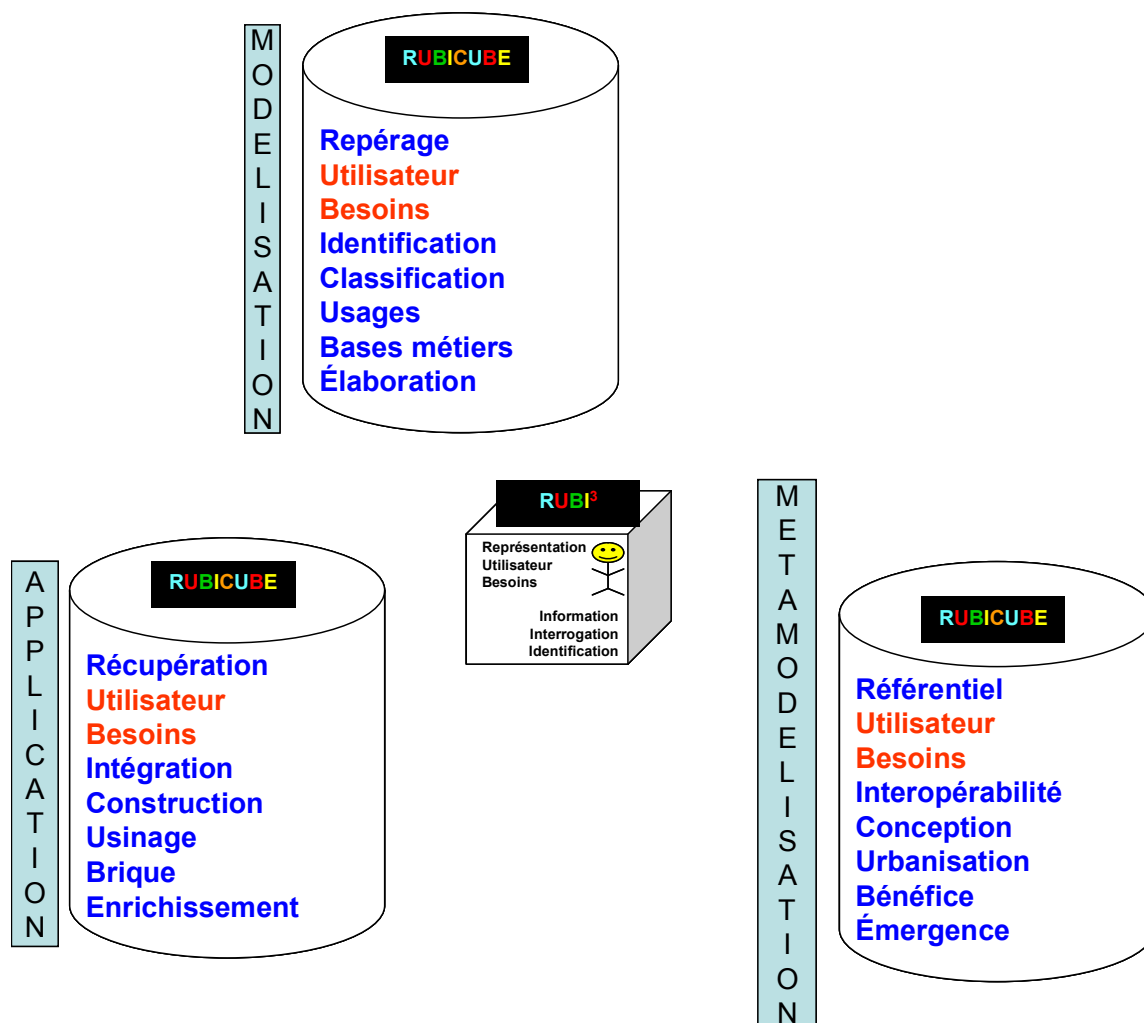 MODELISATION
RUBICUBE
Repérage
Utilisateur
Besoins
Identification
Classification
Usages
Bases métiers
Élaboration
APPLICATION
RUBICUBE
Récupération
Utilisateur
Besoins
Intégration
Construction
Usinage
Brique
Enrichissement
RUBI³
Représentation
Utilisateur
Besoins
Information
Interrogation
Identification
METAMODELISATION
RUBICUBE
Référentiel
Utilisateur
Besoins
Interopérabilité
Conception
Urbanisation
Bénéfice
Émergence